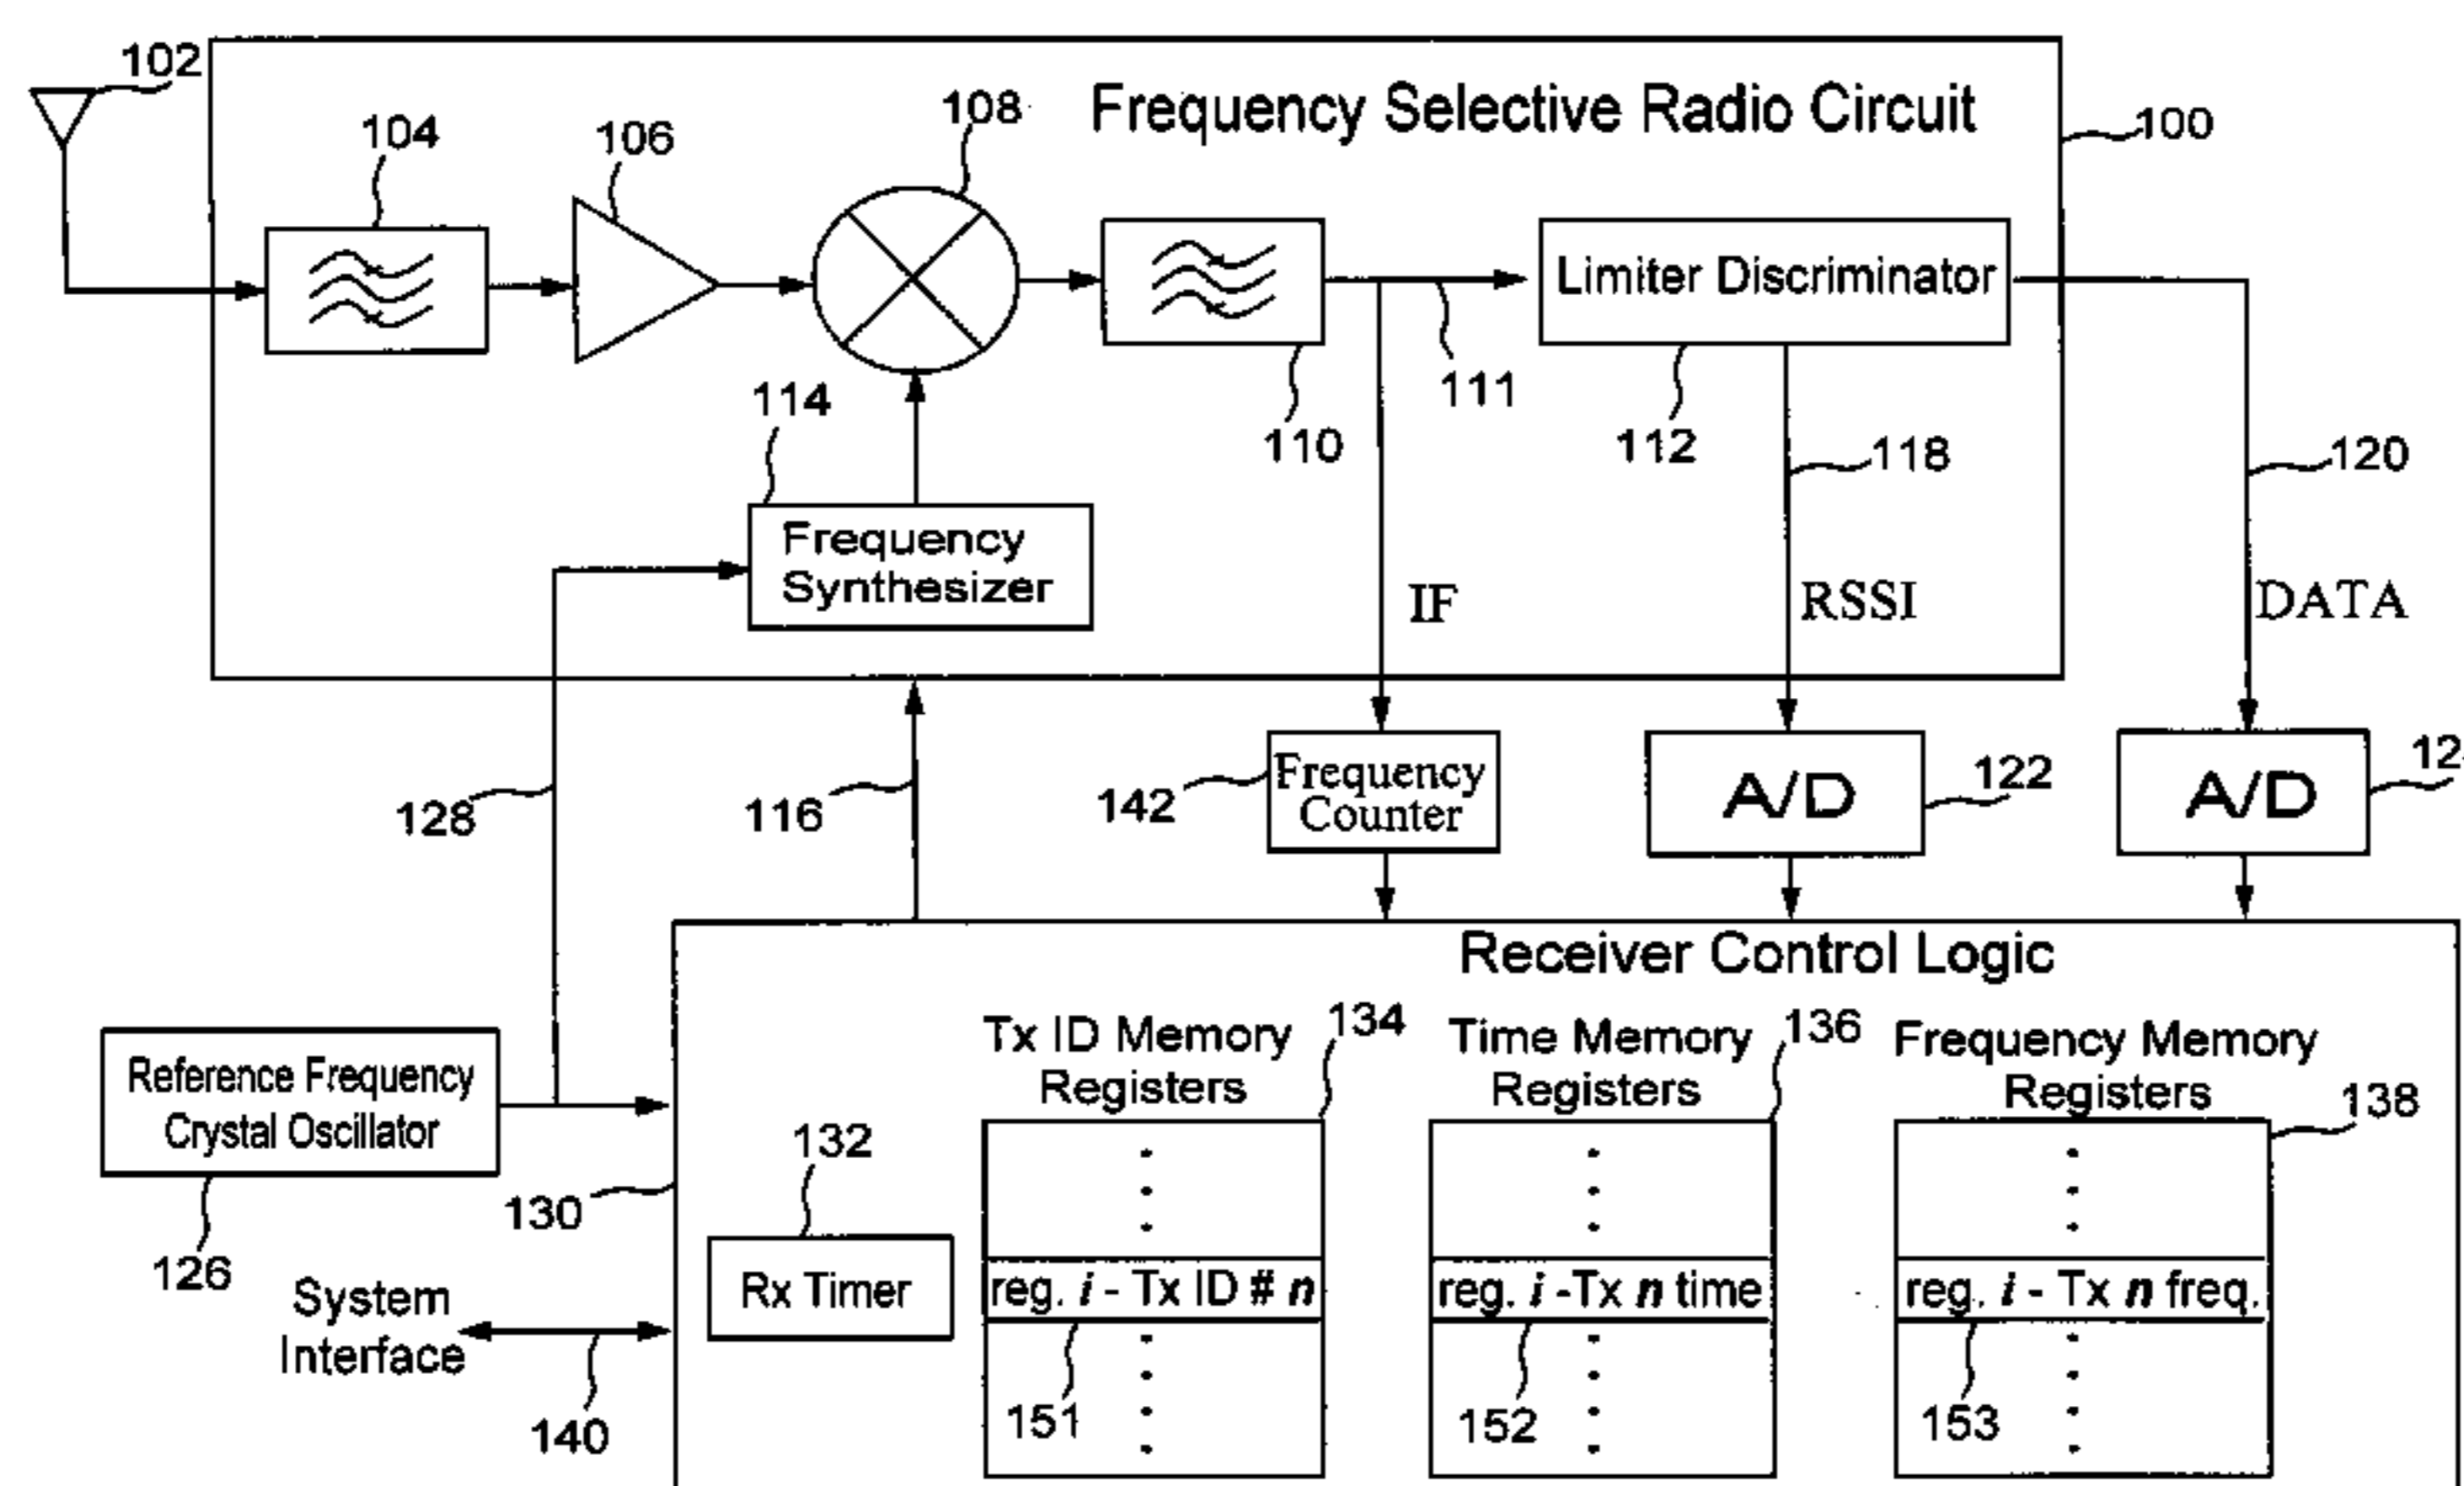 102
108
Frequency Selective Radio Circuit
100
104
106
Limiter Discriminator
114
111
110
112
118
120
Frequency
Synthesizer
IF
RSSI
DATA
128
116
142
Frequency
Counter
A/D
122
A/D
Receiver Control Logic
Reference Frequency
Crystal Oscillator
126
130
132
Rx Timer
Tx ID Memory
Registers
134
Time Memory
Registers
136
Frequency Memory
Registers
138
reg. i - Tx ID # n
reg. i -Tx n time
reg. i - Tx n freq.
System
Interface
140
151
152
153